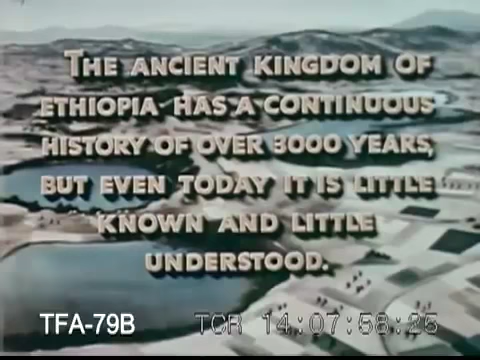 THE ANCIENT KINGDOM OF
ETHIOPIA HAS A CONTINUOUS
HISTORY OF OVER 3000 YEARS,
BUT EVEN TODAY IT IS LITTLE
KNOWN AND LITTLE
UNDERSTOOD.
TFA-79B TCR 14:07:58:25